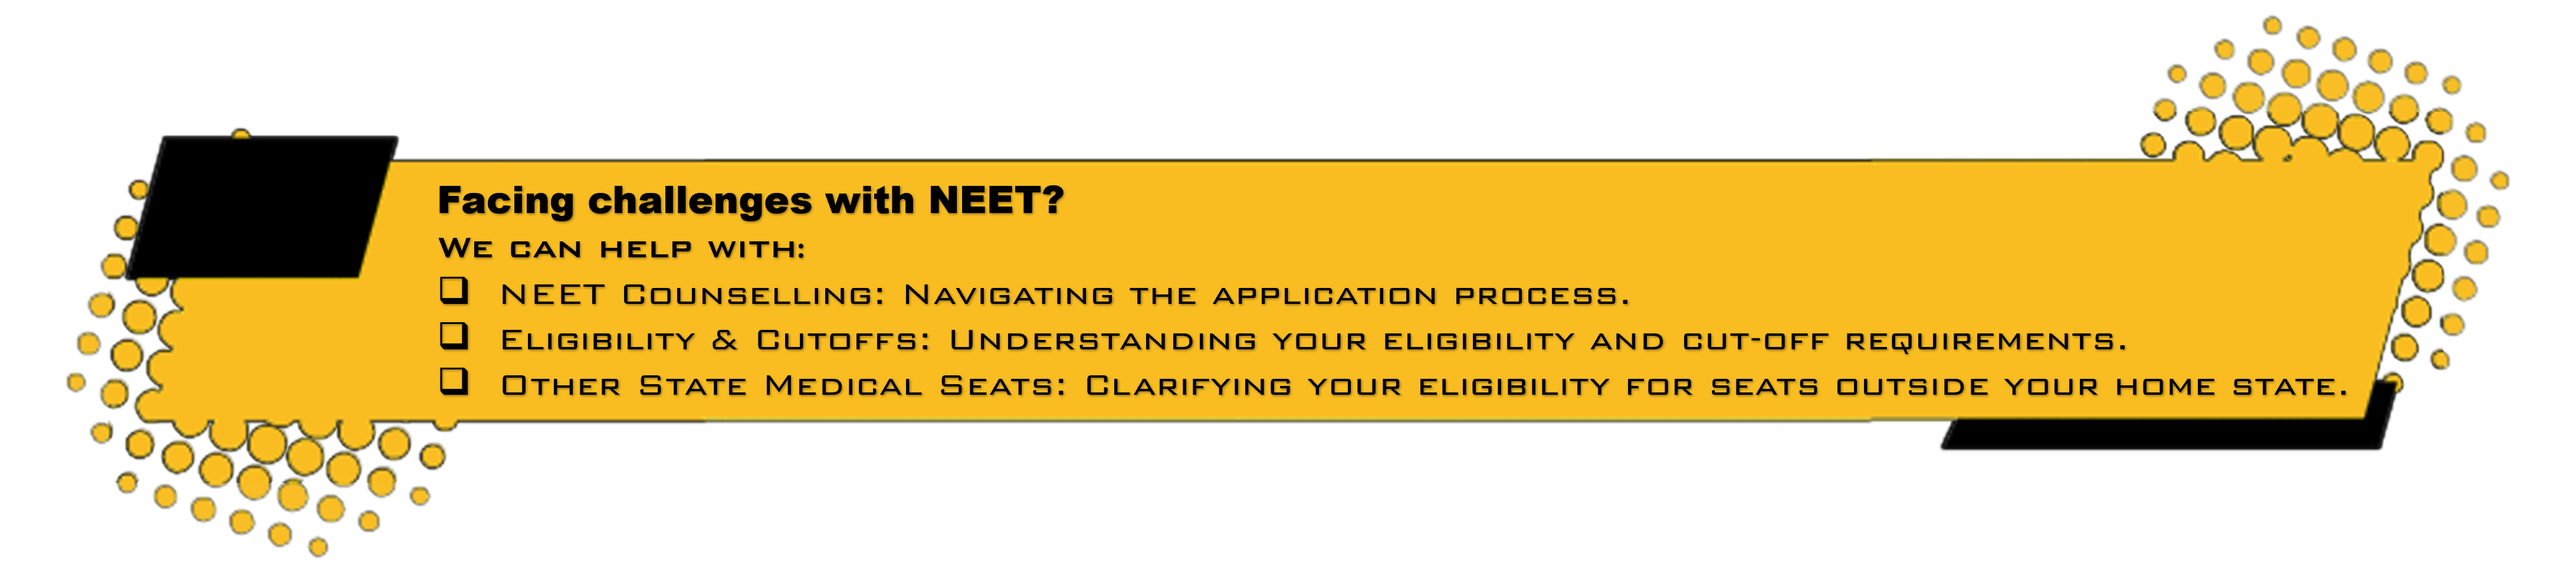 Facing challenges with NEET?
We can help with:
❑ NEET Counselling: Navigating the application process.
❑ Eligibility & Cutoffs: Understanding your eligibility and cut-off requirements.
❑ Other State Medical Seats: Clarifying your eligibility for seats outside your home state.